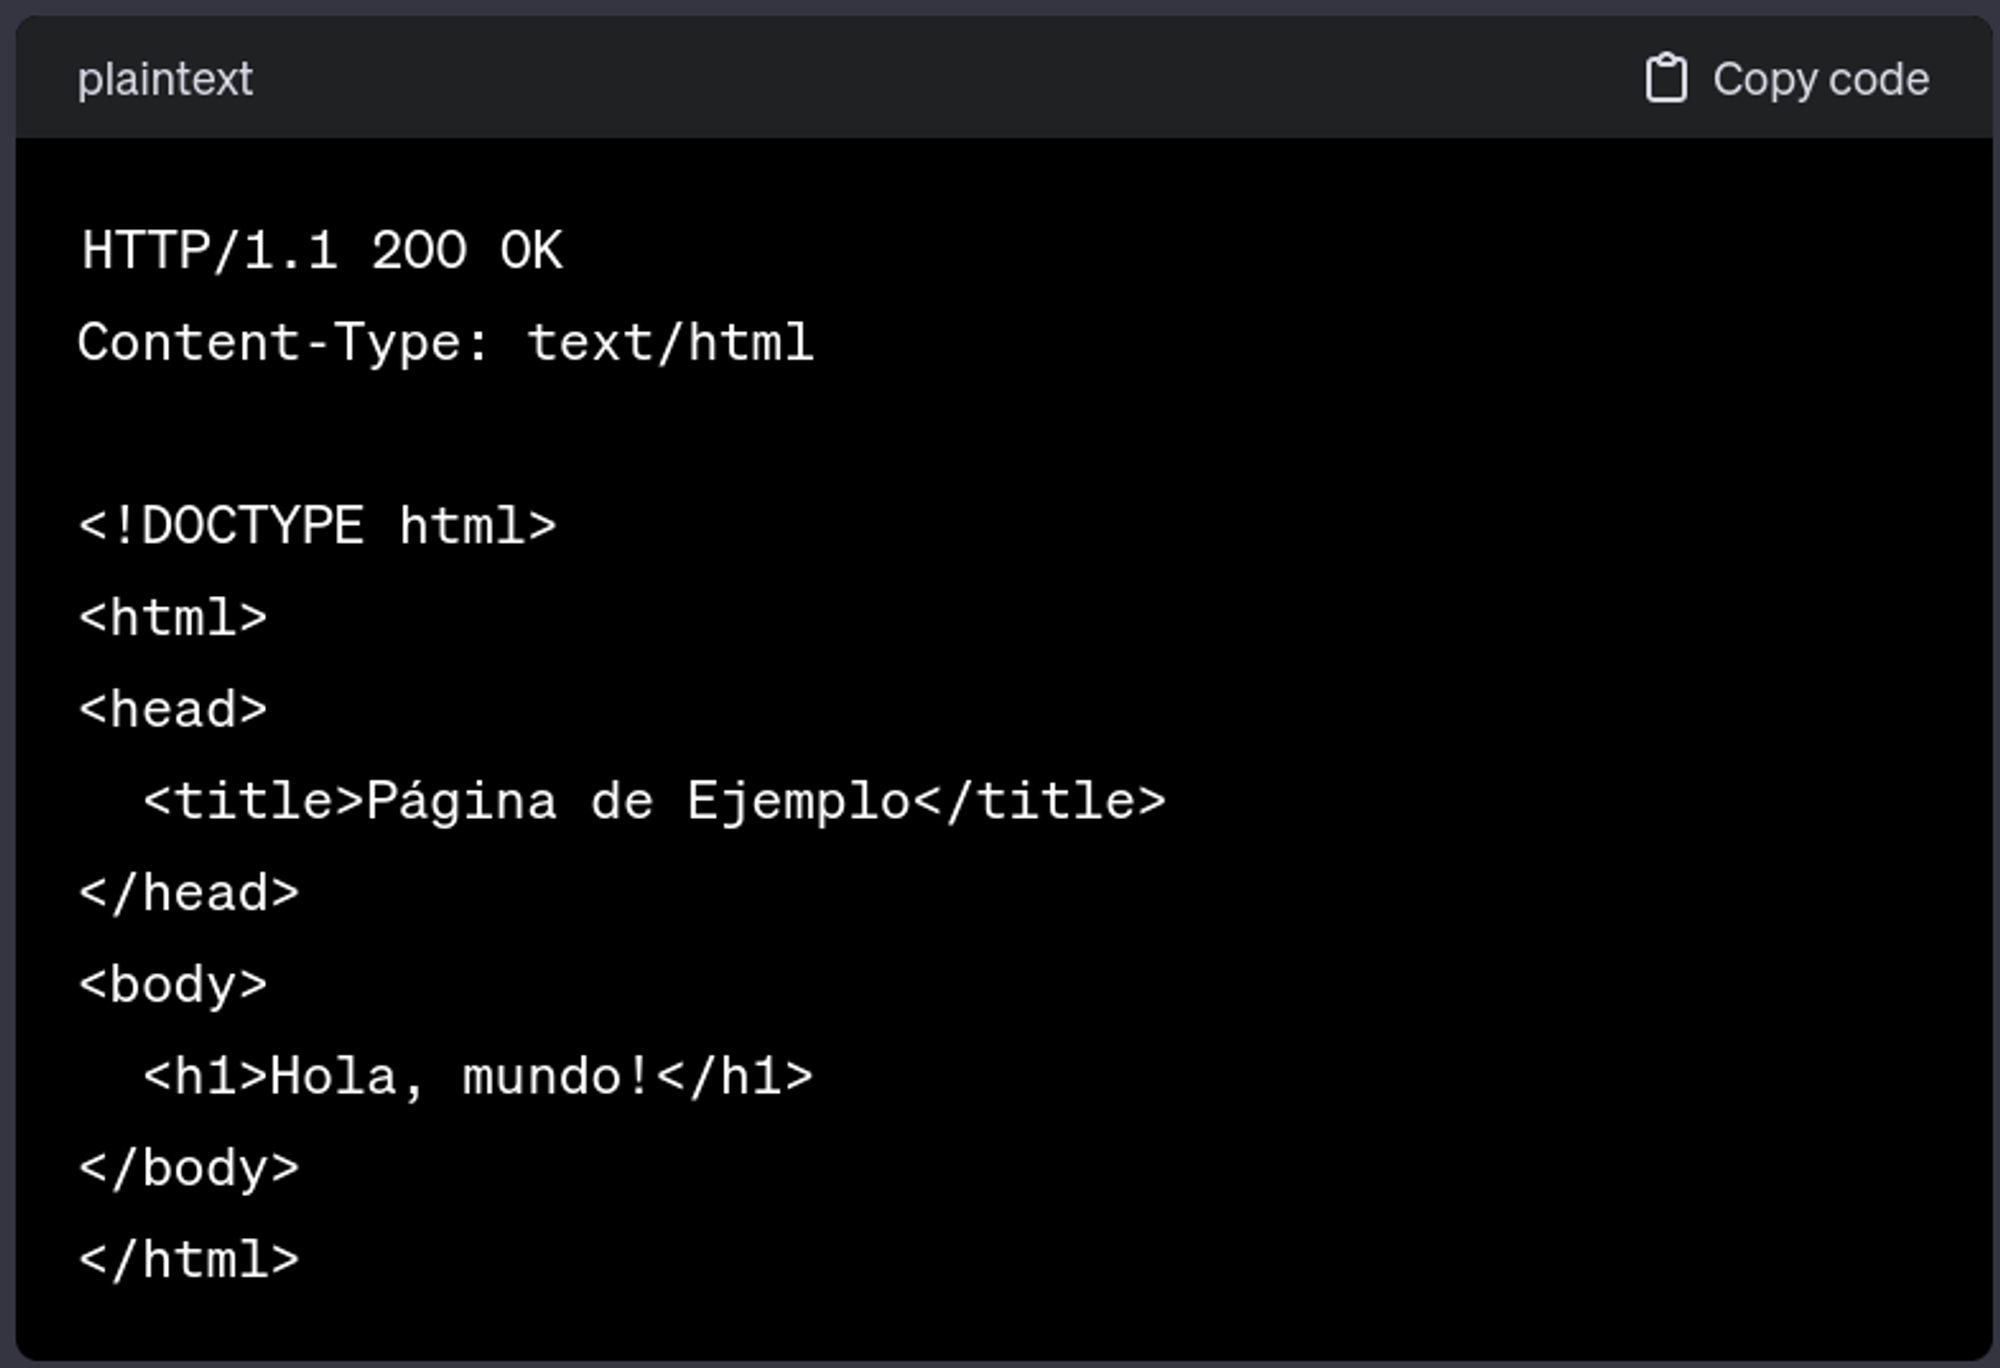 plaintext
Copy code
HTTP/1.1 200 OK
Content-Type: text/html

<!DOCTYPE html>
<html>
<head>
  <title>Página de Ejemplo</title>
</head>
<body>
  <h1>Hola, mundo!</h1>
</body>
</html>